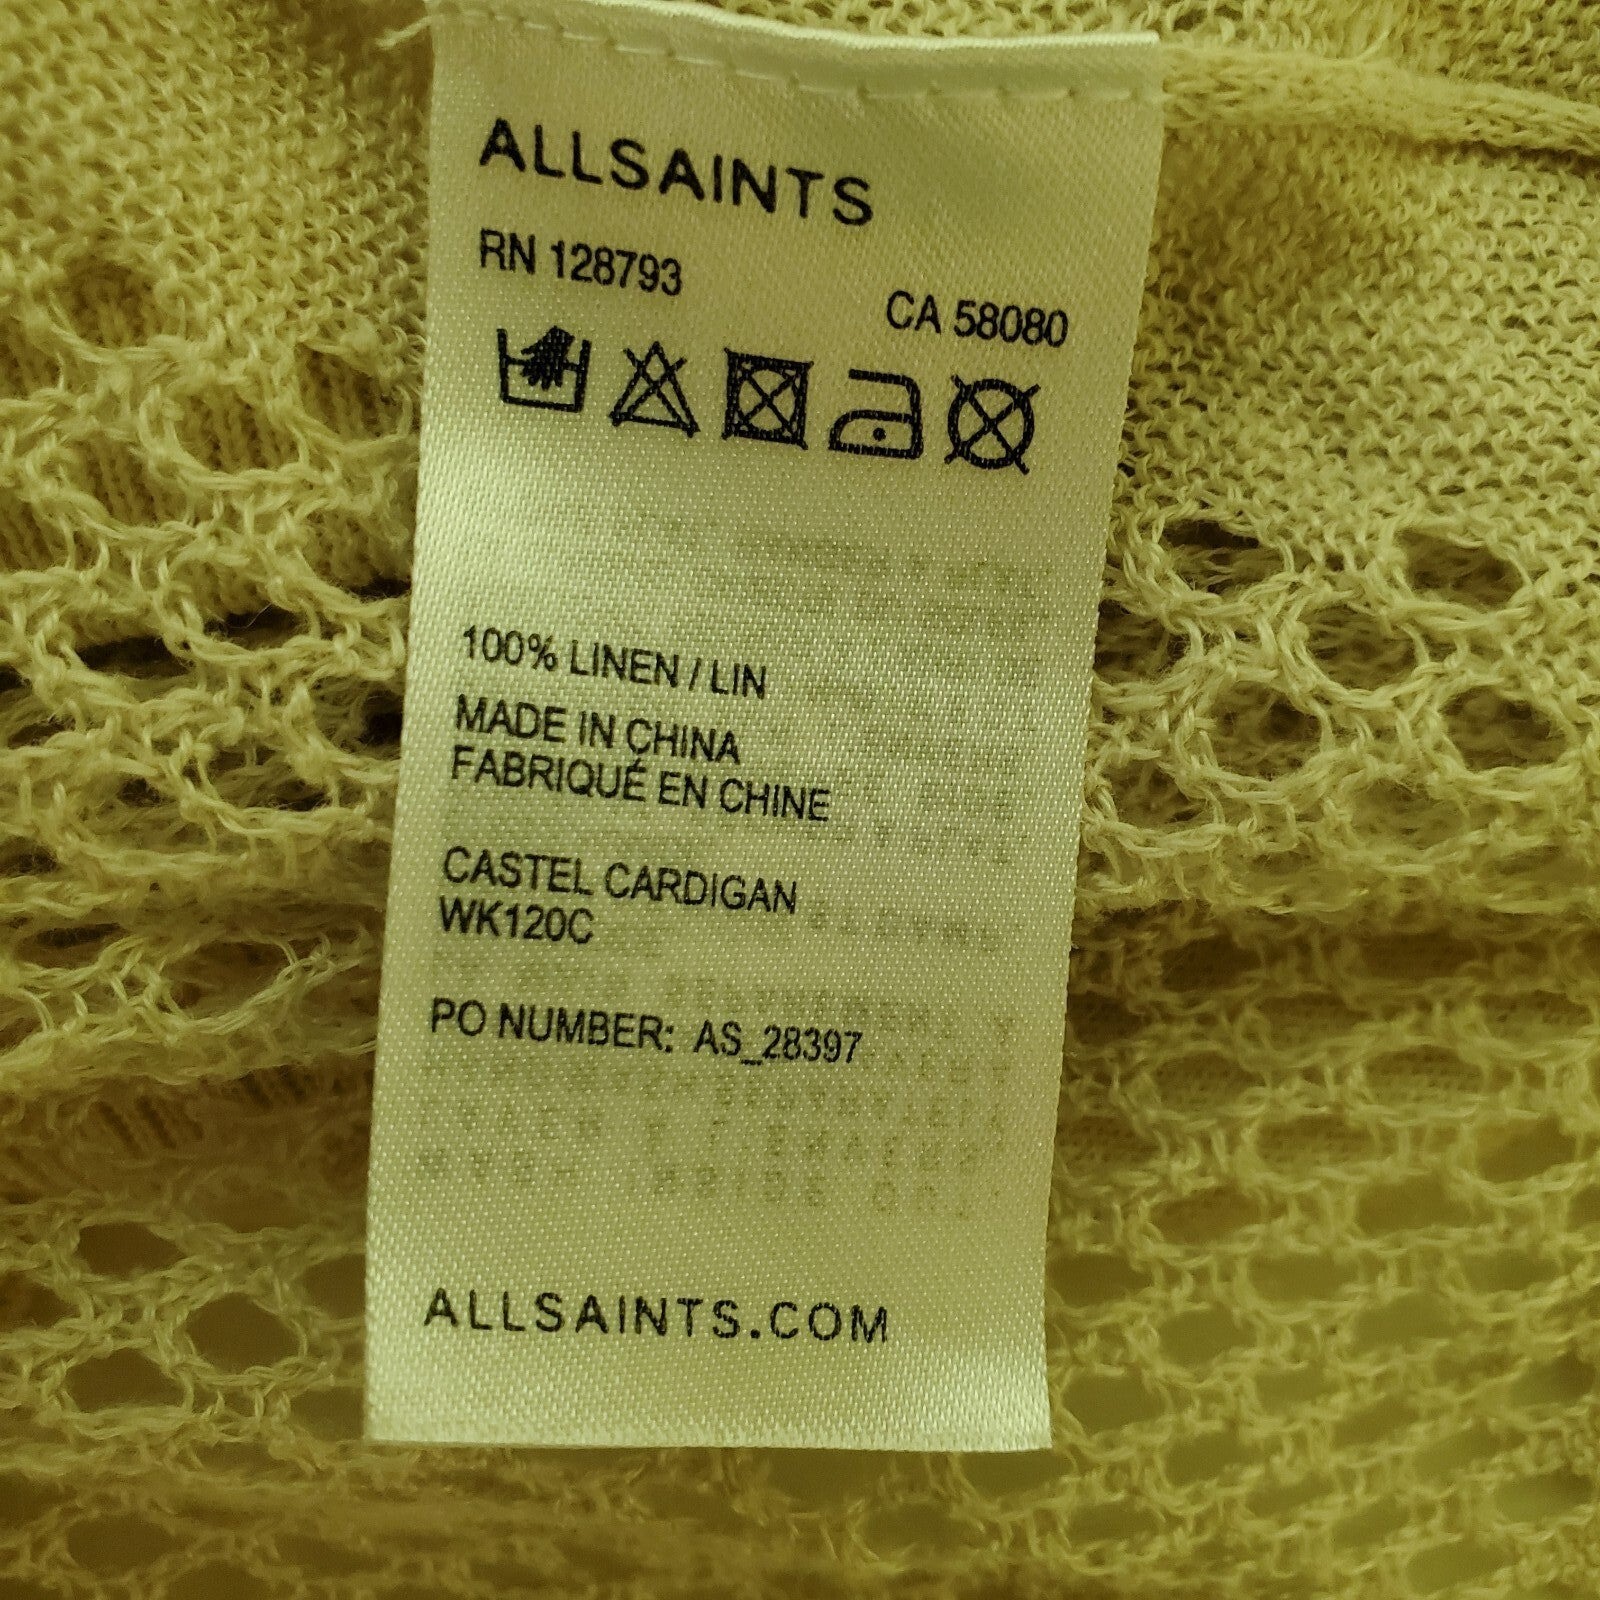 ALLSAINTS
RN 128793
CA 58080
100% LINEN / LIN
MADE IN CHINA
FABRIQUÉ EN CHINE
CASTEL CARDIGAN
WK120C
PO NUMBER: AS_28397
ALLSAINTS.COM